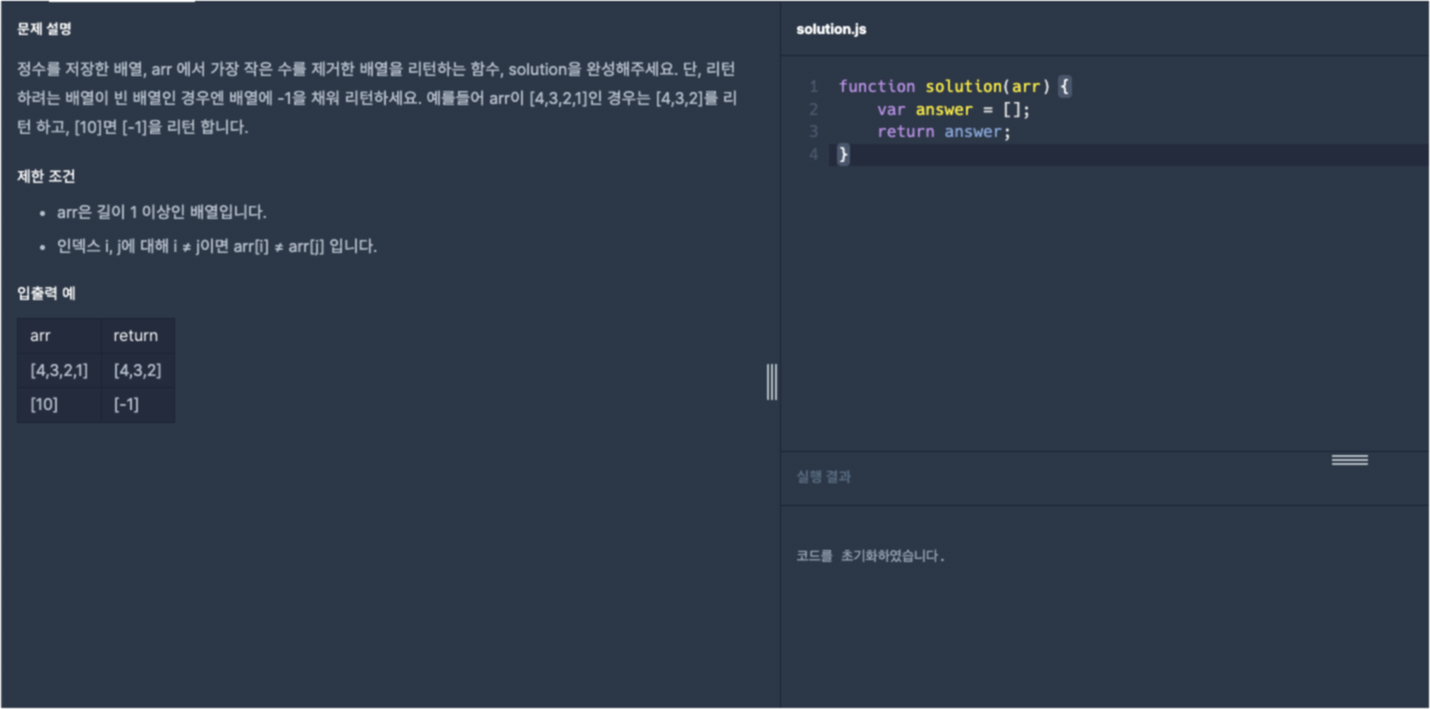 문제 설명
정수를 저장한 배열, arr 에서 가장 작은 수를 제거한 배열을 리턴하는 함수, solution을 완성해주세요. 단, 리턴
하려는 배열이 빈 배열인 경우엔 배열에 -1을 채워 리턴하세요. 예를들어 arr이 [4,3,2,1]인 경우는 [4,3,2]를 리
턴 하고, [10]면 [-1]을 리턴 합니다.
제한 조건
• arr은 길이 1 이상인 배열입니다.
• 인덱스 i, j에 대해 i ≠ j이면 arr[i] ≠ arr[j] 입니다.
입출력 예
arr return
[4,3,2,1] [4,3,2]
[10] [-1]
solution.js
1 function solution(arr) {
2     var answer = [];
3     return answer;
4 }
실행 결과
코드를 초기화하였습니다.